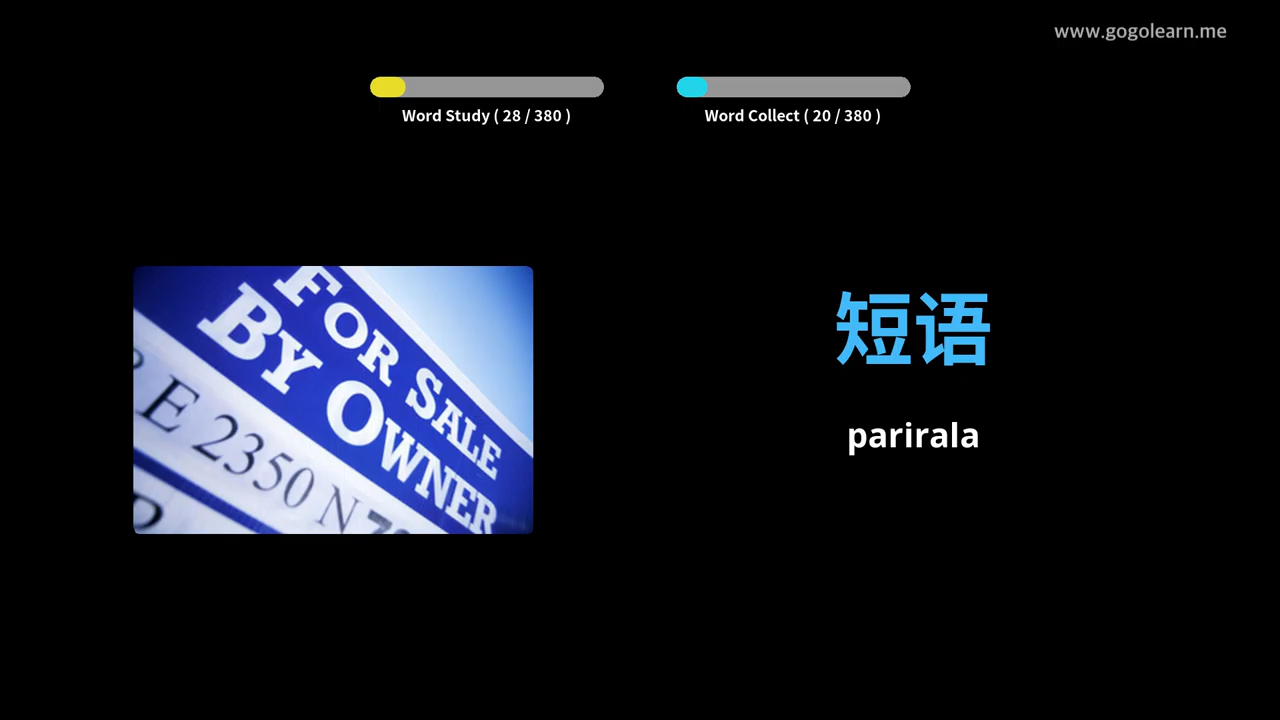 www.gogolearn.me
Word Study ( 28 / 380 )
Word Collect ( 20 / 380 )
FOR SALE
BY OWNER
E 2350 N
短语
parirala